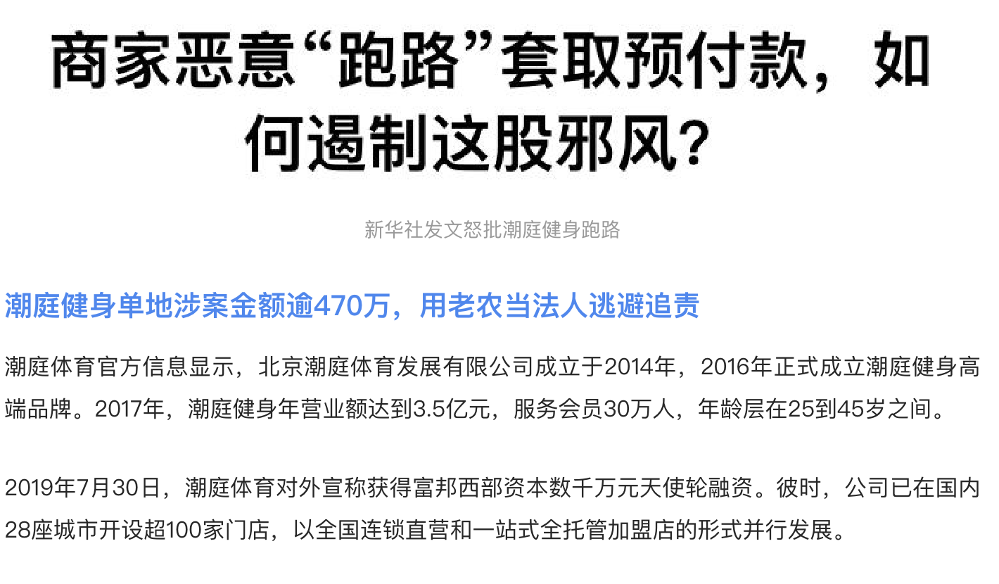 商家恶意“跑路”套取预付款，如
何遏制这股邪风？
新华社发文怒批潮庭健身跑路
潮庭健身单地涉案金额逾470万，用老农当法人逃避追责
潮庭体育官方信息显示，北京潮庭体育发展有限公司成立于2014年，2016年正式成立潮庭健身高
端品牌。2017年，潮庭健身年营业额达到3.5亿元，服务会员30万人，年龄层在25到45岁之间。
2019年7月30日，潮庭体育对外宣称获得富邦西部资本数千万元天使轮融资。彼时，公司已在国内
28座城市开设超100家门店，以全国连锁直营和一站式全托管加盟店的形式并行发展。